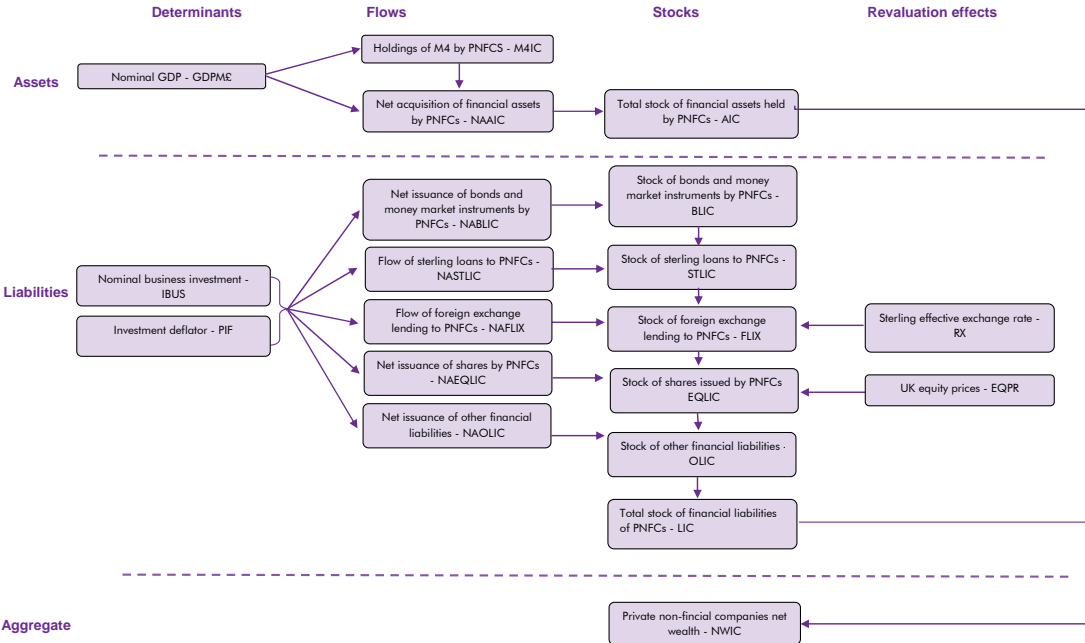 Determinants
Flows
Stocks
Revaluation effects
Assets
Nominal GDP - GDPM£
Holdings of M4 by PNFCS - M4IC
Net acquisition of financial assets
by PNFCs - NAAIC
Total stock of financial assets held
by PNFCs - AIC
Liabilities
Nominal business investment -
IBUS
Investment deflator - PIF
Net issuance of bonds and
money market instruments by
PNFCs - NABLIC
Flow of sterling loans to PNFCs -
NASTLIC
Flow of foreign exchange
lending to PNFCs - NAFLIX
Net issuance of shares by PNFCs
- NAEQLIC
Net issuance of other financial
liabilities - NAOLIC
Stock of bonds and money
market instruments by PNFCs -
BLIC
Stock of sterling loans to PNFCs -
STLIC
Stock of foreign exchange
lending to PNFCs - FLIX
Stock of shares issued by PNFCs
EQLIC
Stock of other financial liabilities -
OLIC
Total stock of financial liabilities
of PNFCs - LIC
Sterling effective exchange rate -
RX
UK equity prices - EQPR
Aggregate
Private non-fincial companies net
wealth - NWIC